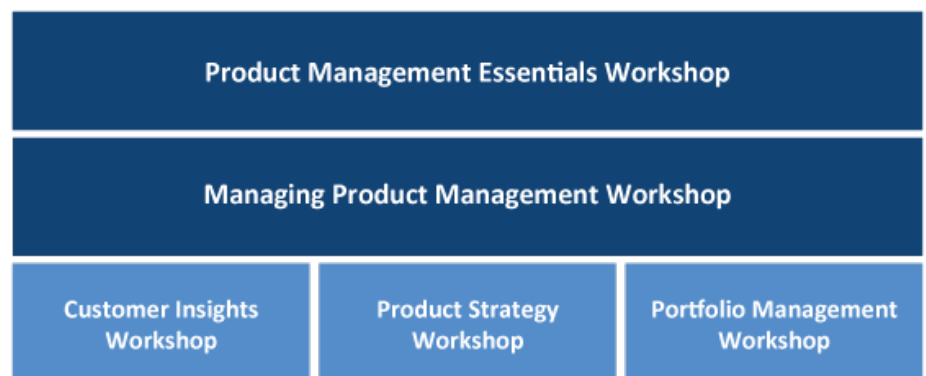 Product Management Essentials Workshop
Managing Product Management Workshop
Customer Insights
Workshop
Product Strategy
Workshop
Portfolio Management
Workshop